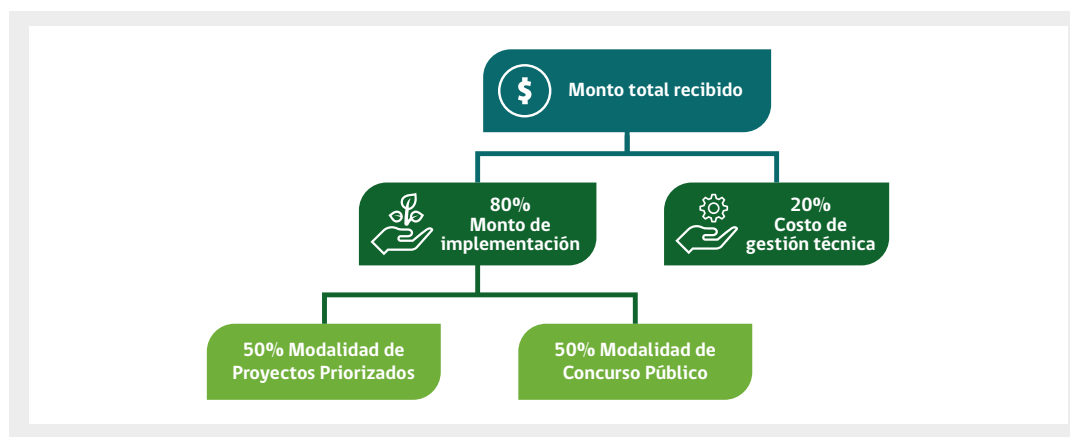 $
Monto total recibido
80%
Monto de
implementación
20%
Costo de
gestión técnica
50% Modalidad de
Proyectos Priorizados
50% Modalidad de
Concurso Público